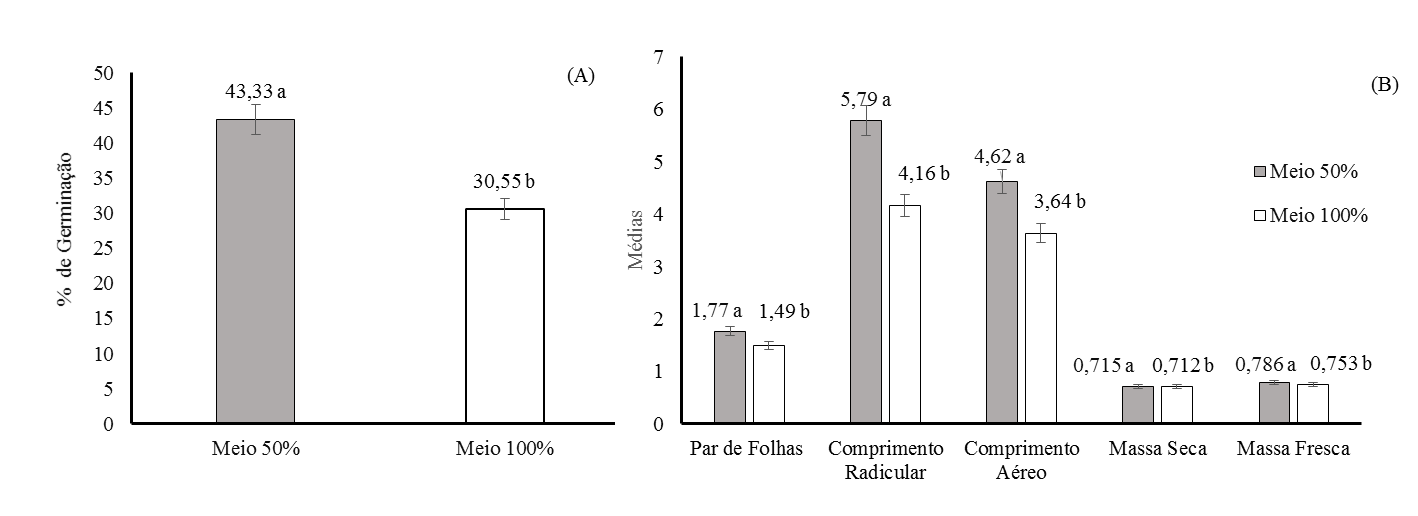 (A)
50
45
40
35
30
25
20
15
10
5
0
% de Germinação
43,33 a
30,55 b
Meio 50%
Meio 100%
(B)
7
6
5
4
3
2
1
0
Médias
1,77 a
1,49 b
5,79 a
4,16 b
4,62 a
3,64 b
0,715 a
0,712 b
0,786 a
0,753 b
Par de Folhas
Comprimento
Radicular
Comprimento
Aéreo
Massa Seca
Massa Fresca
Meio 50%
Meio 100%